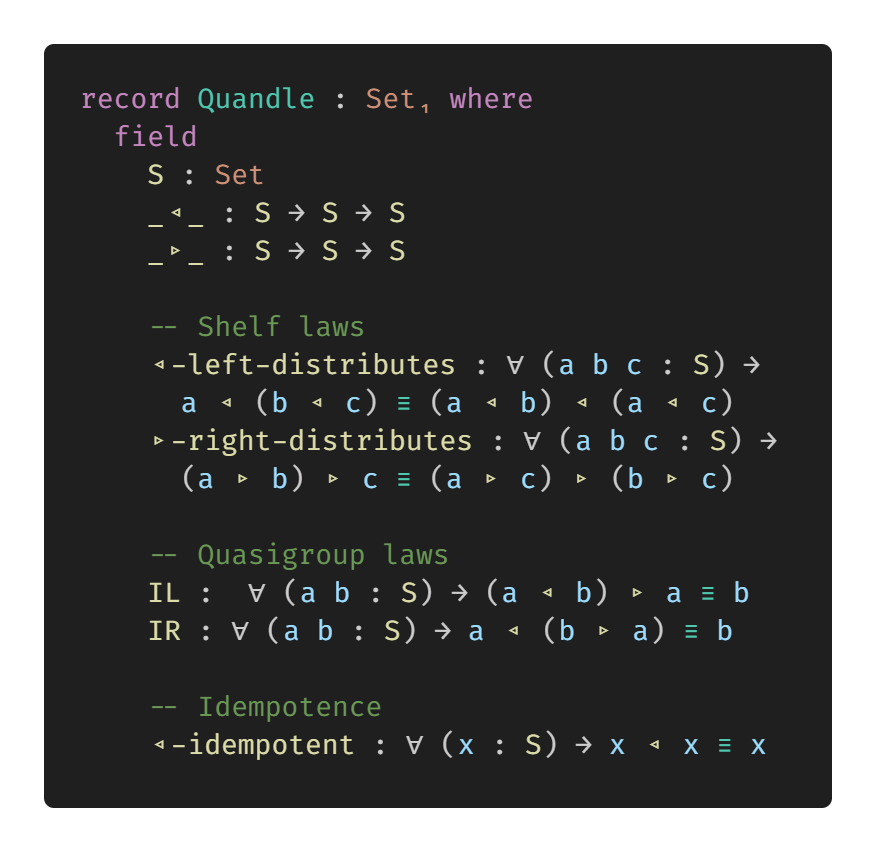 record Quandle : Set₁ where
field
S : Set
_◃_ : S → S → S
_▹_ : S → S → S
-- Shelf laws
◃-left-distributes : ∀ (a b c : S) →
a ◃ (b ◃ c) ≡ (a ◃ b) ◃ (a ◃ c)
▹-right-distributes : ∀ (a b c : S) →
(a ▹ b) ▹ c ≡ (a ▹ c) ▹ (b ▹ c)
-- Quasigroup laws
IL :  ∀ (a b : S) → (a ◃ b) ▹ a ≡ b
IR : ∀ (a b : S) → a ◃ (b ▹ a) ≡ b
-- Idempotence
◃-idempotent : ∀ (x : S) → x ◃ x ≡ x